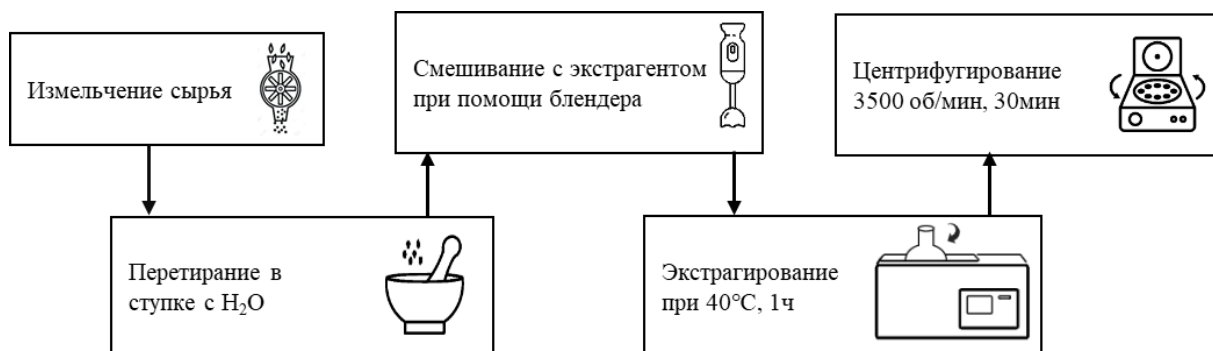 Измельчение сырья
Перетирание в
ступке с H₂O
Смешивание с экстрагентом
при помощи блендера
Экстрагирование
при 40°C, 1ч
Центрифугирование
3500 об/мин, 30мин